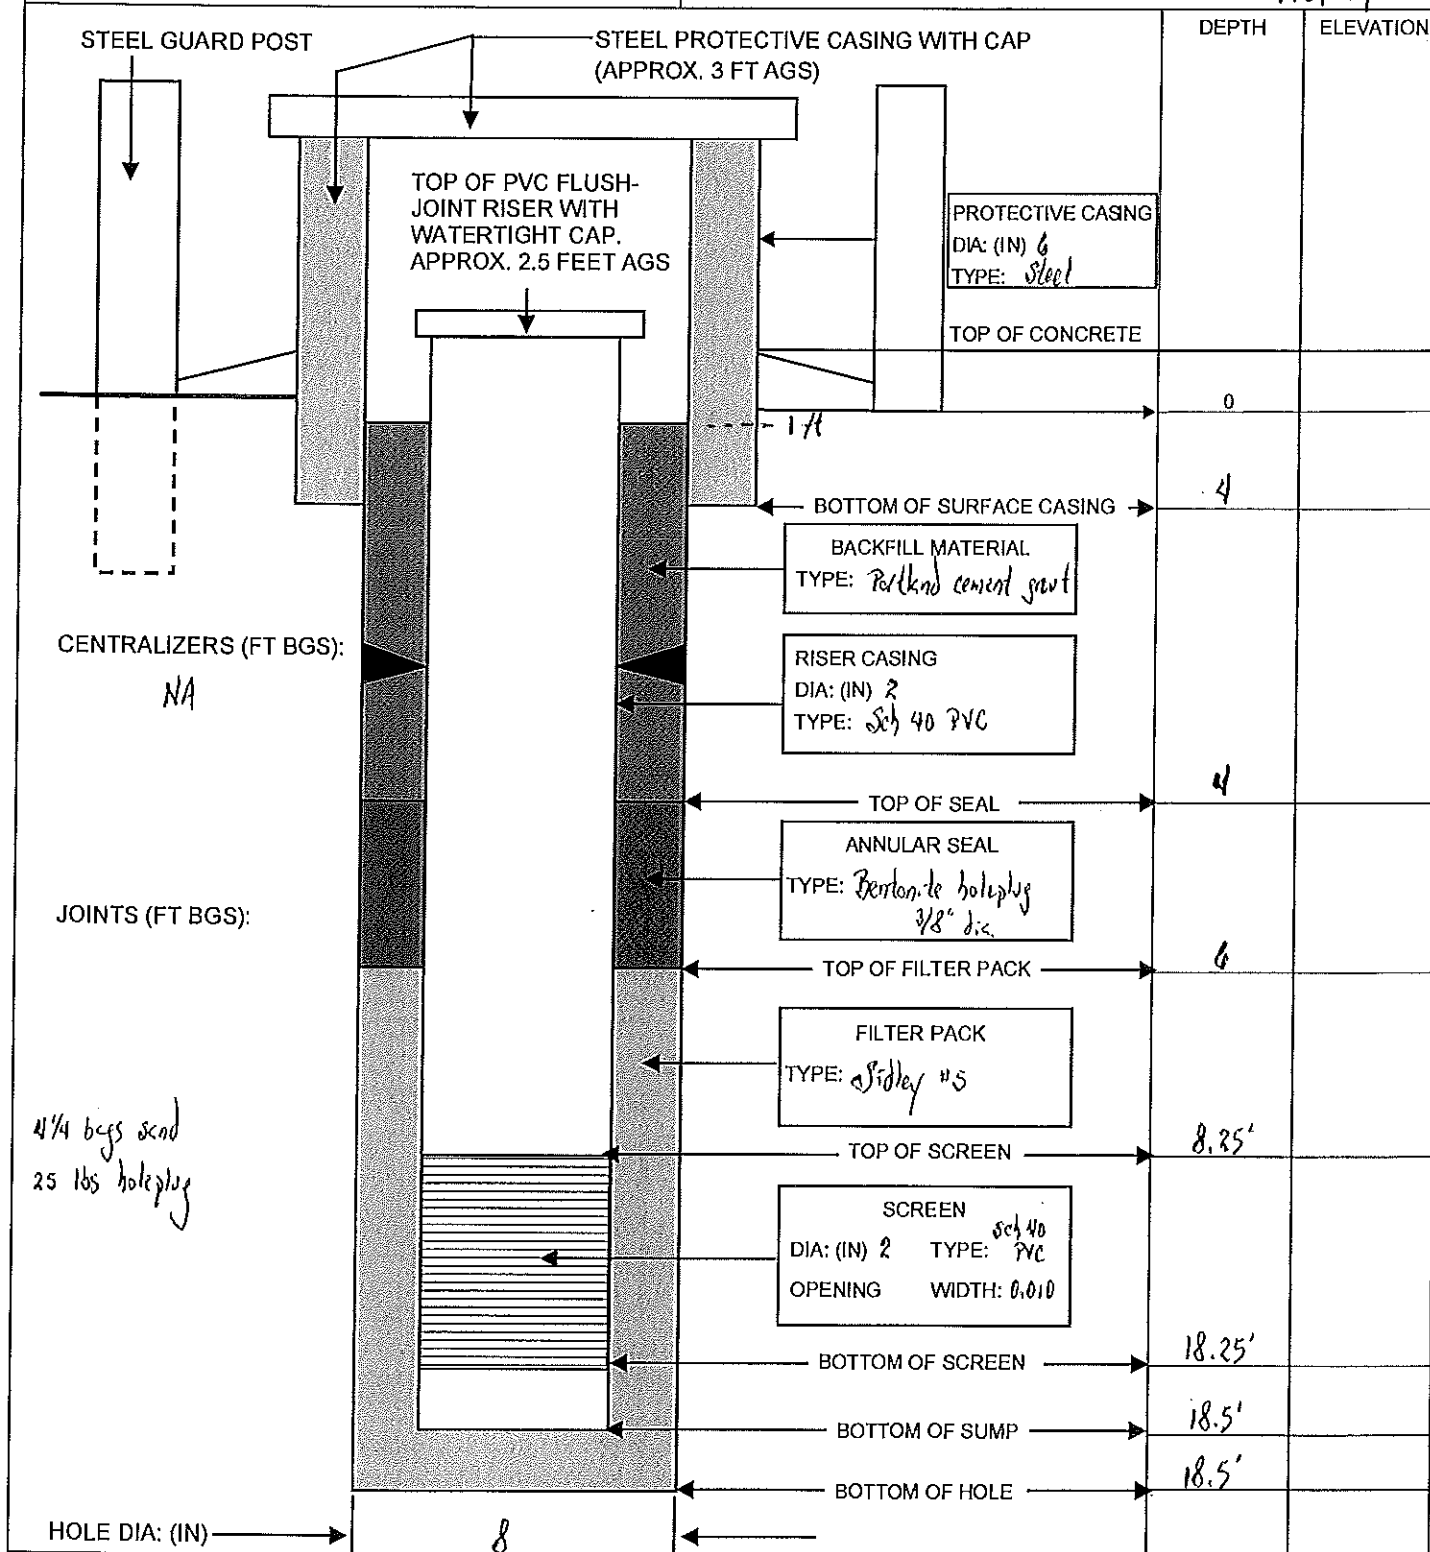 DEPTH
ELEVATION
STEEL GUARD POST
STEEL PROTECTIVE CASING WITH CAP
(APPROX. 3 FT AGS)
TOP OF PVC FLUSH-
JOINT RISER WITH
WATERTIGHT CAP.
APPROX. 2.5 FEET AGS
PROTECTIVE CASING
DIA: (IN) 6
TYPE: Steel
TOP OF CONCRETE
0
1 ft
BOTTOM OF SURFACE CASING
4
BACKFILL MATERIAL
TYPE: Portland cement grout
CENTRALIZERS (FT BGS):
NA
RISER CASING
DIA: (IN) 2
TYPE: Sch 40 PVC
TOP OF SEAL
4
ANNULAR SEAL
TYPE: Bentonite holeplug
3/8" dia.
JOINTS (FT BGS):
TOP OF FILTER PACK
6
FILTER PACK
TYPE: Sidley #5
4 1/4 bags sand
25 lbs holeplug
TOP OF SCREEN
8.25'
SCREEN
DIA: (IN) 2 TYPE: Sch 40
PVC
OPENING WIDTH: 0.010
BOTTOM OF SCREEN
18.25'
BOTTOM OF SUMP
18.5'
BOTTOM OF HOLE
18.5'
HOLE DIA: (IN)
8